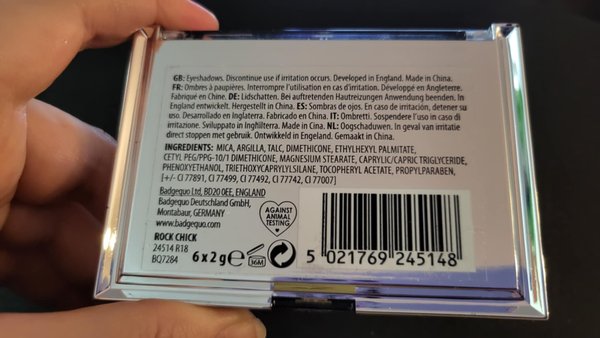 GB: Eyeshadows. Discontinue use if irritation occurs. Developed in England. Made in China.
FR: Ombres à paupières. Interrompre l'utilisation en cas d'irritation. Développé en Angleterre.
Fabriqué en Chine. DE: Lidschatten. Bei auftretenden Hautreizungen Anwendung beenden. In
England entwickelt. Hergestellt in China. ES: Sombras de ojos. En caso de irritación, detener su
uso. Desarrollado en Inglaterra. Fabricado en China. IT: Ombretti. Sospendere l'uso in caso di
irritazione. Sviluppato in Inghilterra. Made in Cina. NL: Oogschaduwen. In geval van irritatie
direct stoppen met gebruik. Ontwikkeld in Engeland. Gemaakt in China.
INGREDIENTS: MICA, ARGILLA, TALC, DIMETHICONE, ETHYLHEXYL PALMITATE,
CETYL PEG/PPG-10/1 DIMETHICONE, MAGNESIUM STEARATE, CAPRYLIC/CAPRIC TRIGLYCERIDE,
PHENOXYETHANOL, TRIETHOXYCAPRYLYLSILANE, TOCOPHERYL ACETATE, PROPYLPARABEN,
[+/- CI 77891, CI 77499, CI 77492, CI 77742, CI 77007]
Badgequo Ltd, BD20 0EE, ENGLAND
Badgequo Deutschland GmbH,
Montabaur, GERMANY
www.badgequo.com
AGAINST
ANIMAL
TESTING
ROCK CHICK
24514 R18
BQ7284
6 x 2g e
36M
5 021769 245148